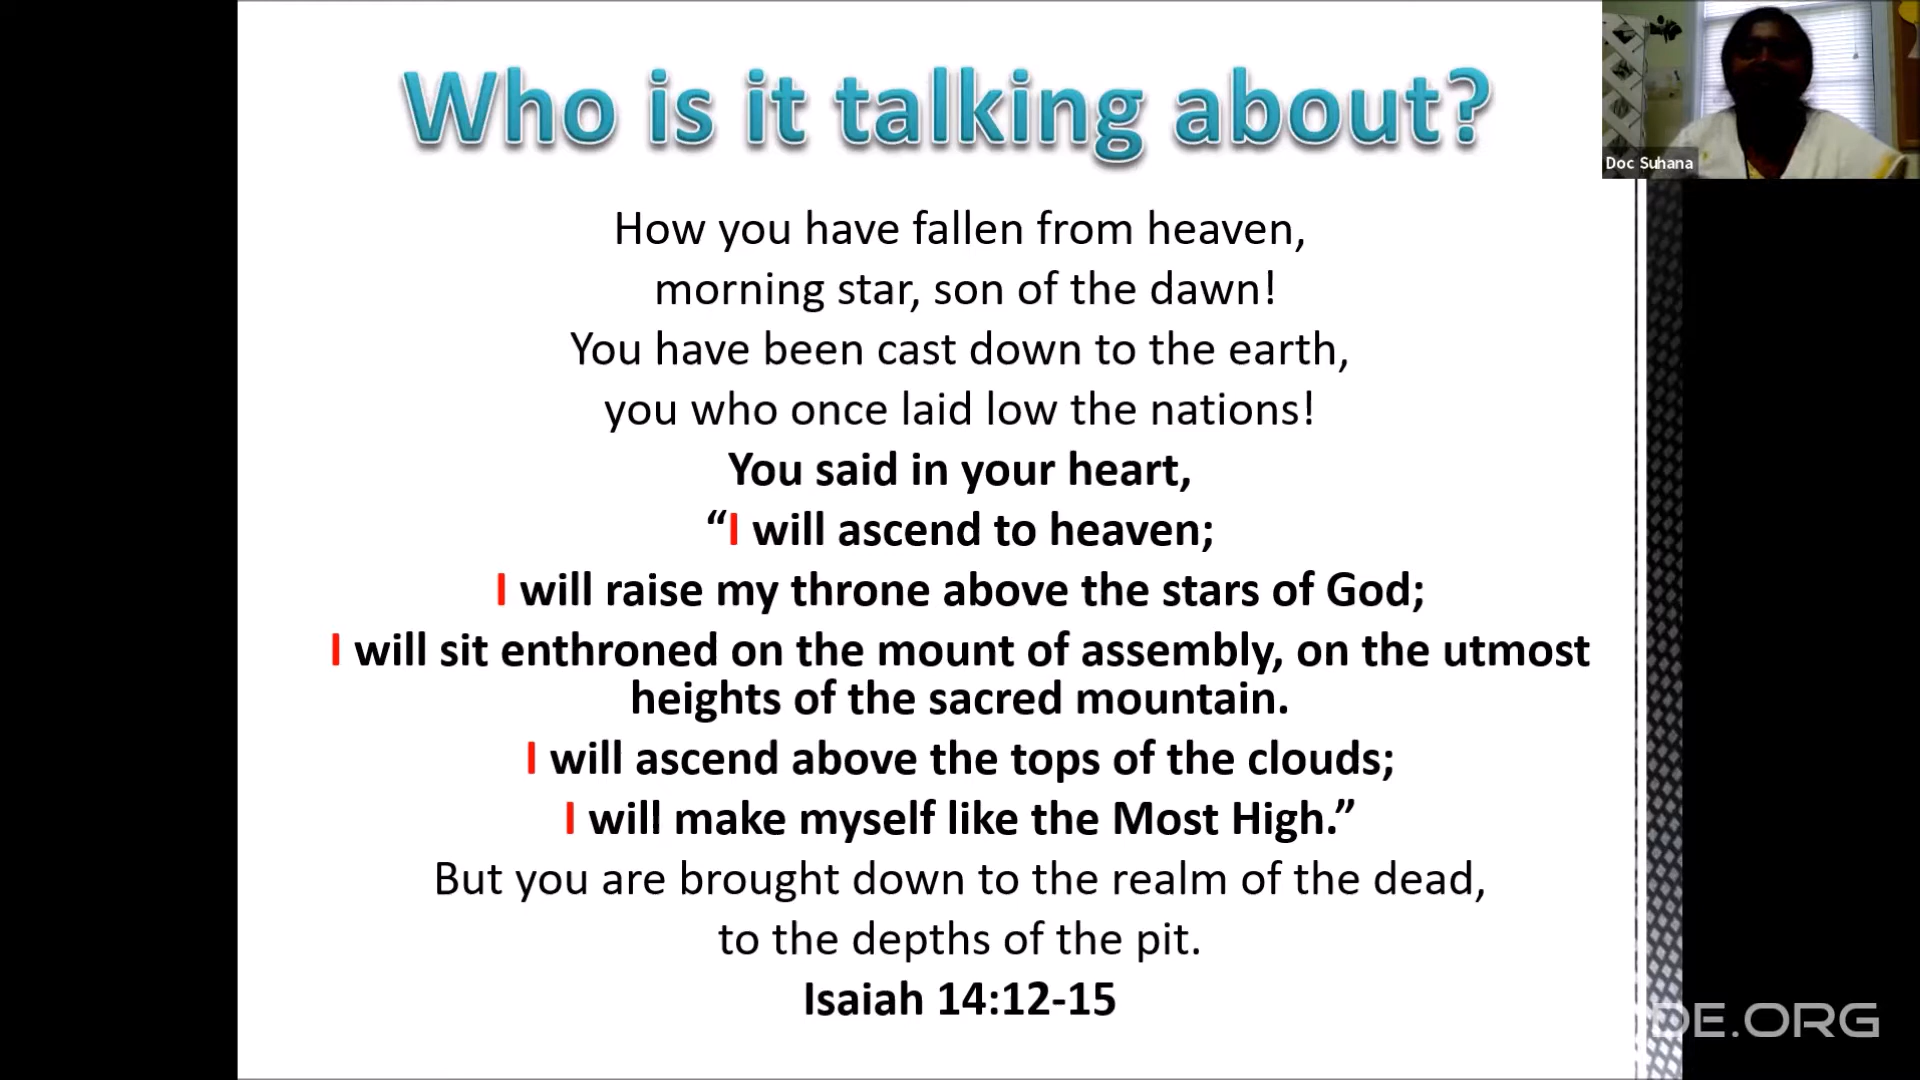 Who is it talking about?
Doc Suhana
How you have fallen from heaven,
morning star, son of the dawn!
You have been cast down to the earth,
you who once laid low the nations!
You said in your heart,
“I will ascend to heaven;
I will raise my throne above the stars of God;
I will sit enthroned on the mount of assembly, on the utmost
heights of the sacred mountain.
I will ascend above the tops of the clouds;
I will make myself like the Most High.”
But you are brought down to the realm of the dead,
to the depths of the pit.
Isaiah 14:12-15
DE.ORG